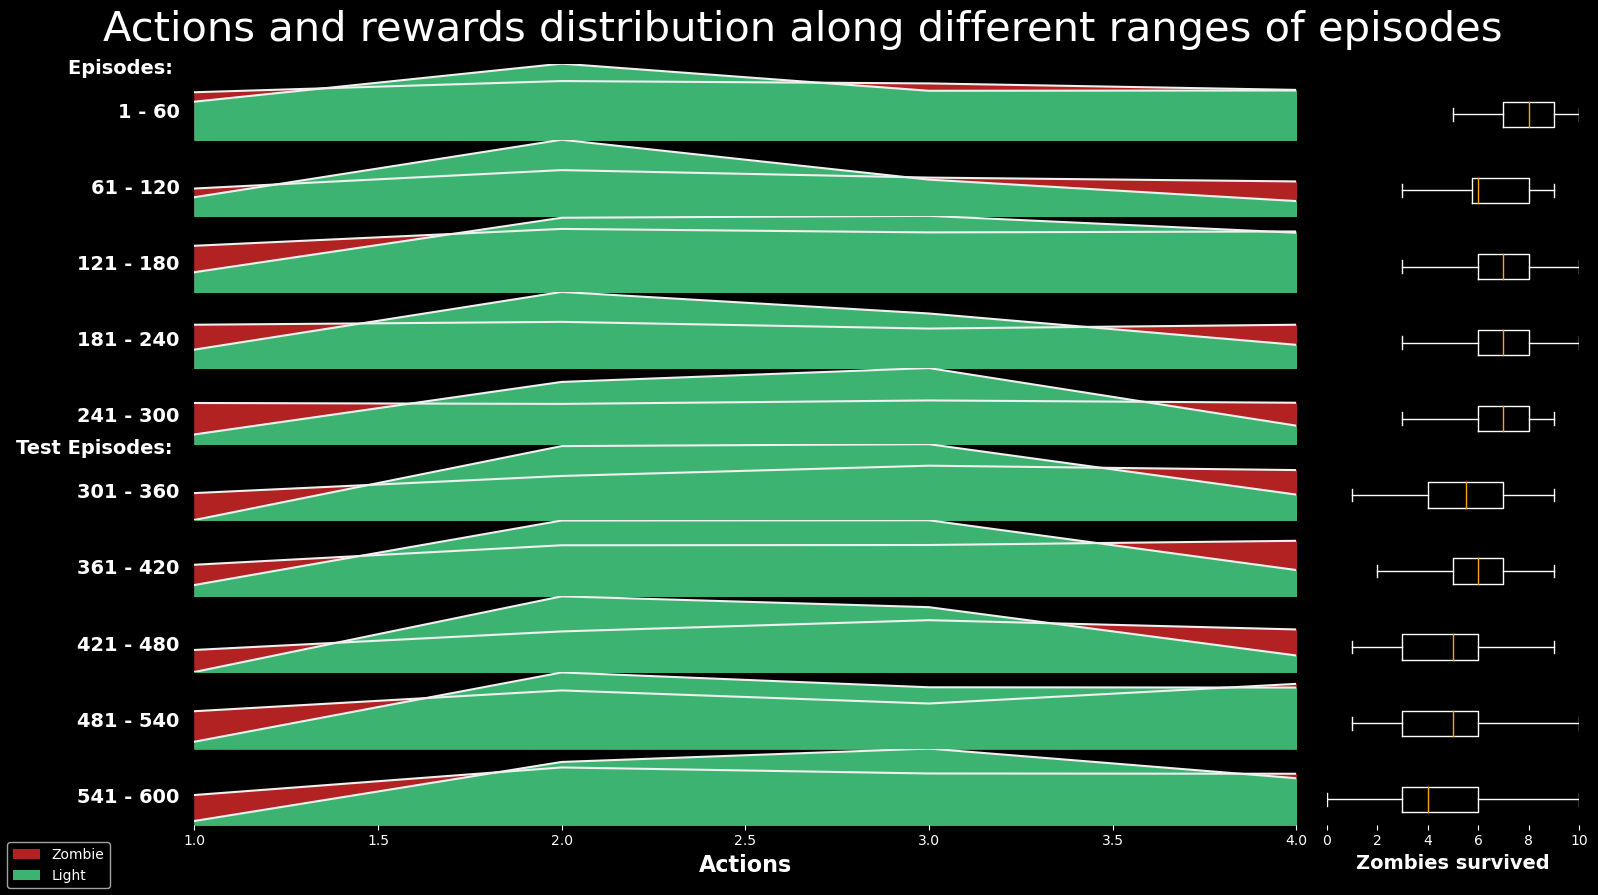 Actions and rewards distribution along different ranges of episodes
Episodes:
1 - 60
61 - 120
121 - 180
181 - 240
241 - 300
Test Episodes:
301 - 360
361 - 420
421 - 480
481 - 540
541 - 600
1.0 1.5 2.0 2.5 3.0 3.5 4.0
0 2 4 6 8 10
Actions
Zombies survived
Zombie
Light